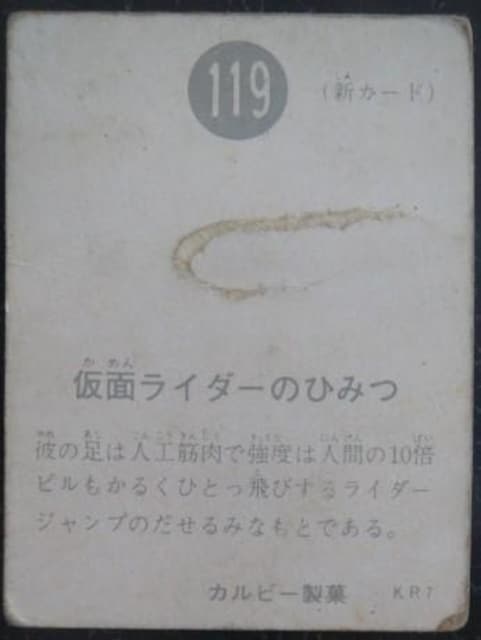 119
(新カード)
仮面ライダーのひみつ
彼の足は人工筋肉で強度は人間の10倍
ビルもかるくひとっ飛びするライダー
ジャンプのだせるみなもとである。
カルビー製菓 KR7